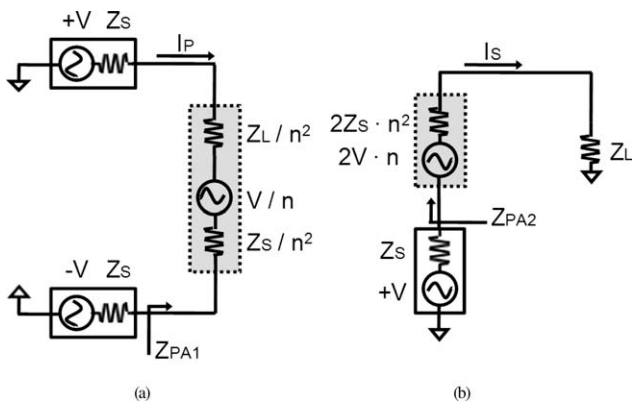 +V ZS
IP
ZL / n²
V / n
ZS / n²
-V ZS
ZPA1
(a)
IS
2ZS · n²
2V · n
ZL
ZPA2
ZS
+V
(b)